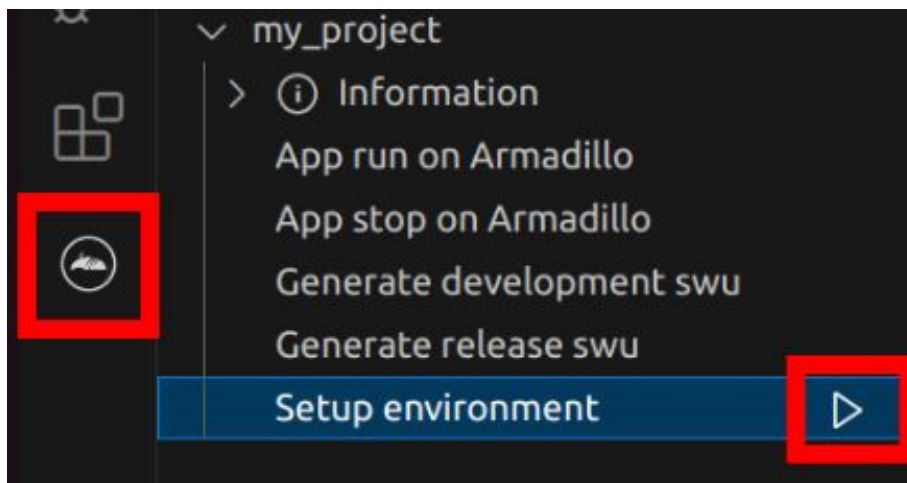 my_project
Information
App run on Armadillo
App stop on Armadillo
Generate development swu
Generate release swu
Setup environment